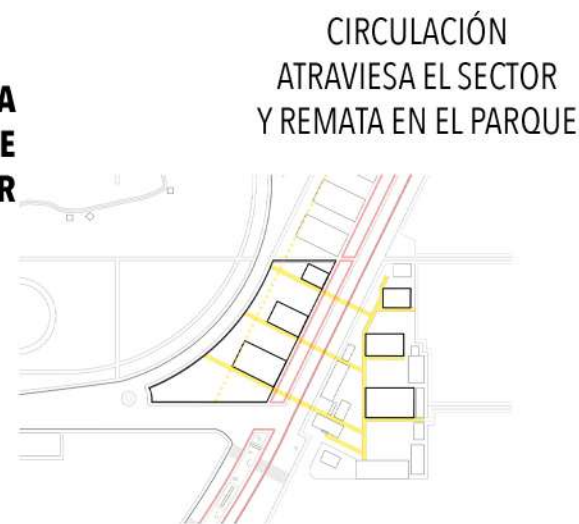 CIRCULACIÓN
ATRAVIESA EL SECTOR
Y REMATA EN EL PARQUE
A
E
R